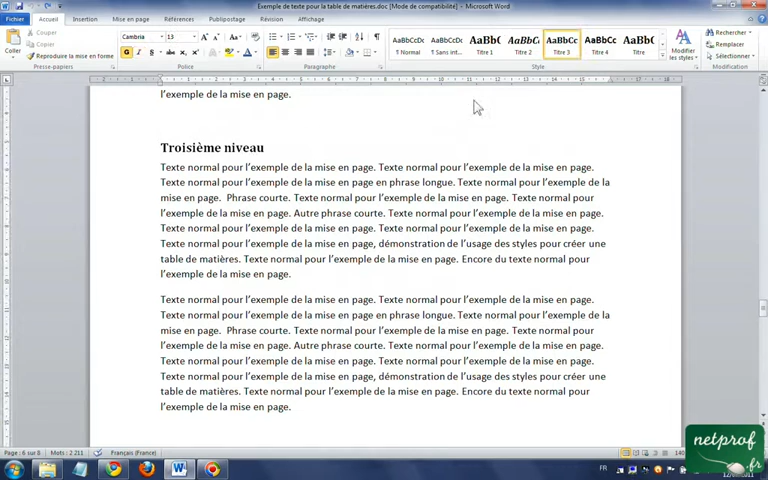 Exemple de texte pour la table de matières.doc [Mode de compatibilité] - Microsoft Word
Fichier Accueil Insertion Mise en page Références Publipostage Révision Affichage
Coller
Couper
Copier
Reproduire la mise en forme
Presse-papiers
Cambria 13
Police
Paragraphe
AaBbCcDc AaBbCcDc AaBbC AaBbC AaBbCc AaBbCc AaBbC
¶ Normal ¶ Sans int... Titre 1 Titre 2 Titre 3 Titre 4 Titre
Style
Modifier les styles
Rechercher
Remplacer
Sélectionner
Modification
l'exemple de la mise en page.
Troisième niveau
Texte normal pour l'exemple de la mise en page. Texte normal pour l'exemple de la mise en page.
Texte normal pour l'exemple de la mise en page en phrase longue. Texte normal pour l'exemple de la
mise en page.  Phrase courte. Texte normal pour l'exemple de la mise en page. Texte normal pour
l'exemple de la mise en page. Autre phrase courte. Texte normal pour l'exemple de la mise en page.
Texte normal pour l'exemple de la mise en page. Texte normal pour l'exemple de la mise en page.
Texte normal pour l'exemple de la mise en page, démonstration de l'usage des styles pour créer une
table de matières. Texte normal pour l'exemple de la mise en page. Encore du texte normal pour
l'exemple de la mise en page.
Texte normal pour l'exemple de la mise en page. Texte normal pour l'exemple de la mise en page.
Texte normal pour l'exemple de la mise en page en phrase longue. Texte normal pour l'exemple de la
mise en page.  Phrase courte. Texte normal pour l'exemple de la mise en page. Texte normal pour
l'exemple de la mise en page. Autre phrase courte. Texte normal pour l'exemple de la mise en page.
Texte normal pour l'exemple de la mise en page. Texte normal pour l'exemple de la mise en page.
Texte normal pour l'exemple de la mise en page, démonstration de l'usage des styles pour créer une
table de matières. Texte normal pour l'exemple de la mise en page. Encore du texte normal pour
l'exemple de la mise en page.
Page : 6 sur 8 Mots : 2 211 Français (France) 140
netprof
.fr
FR